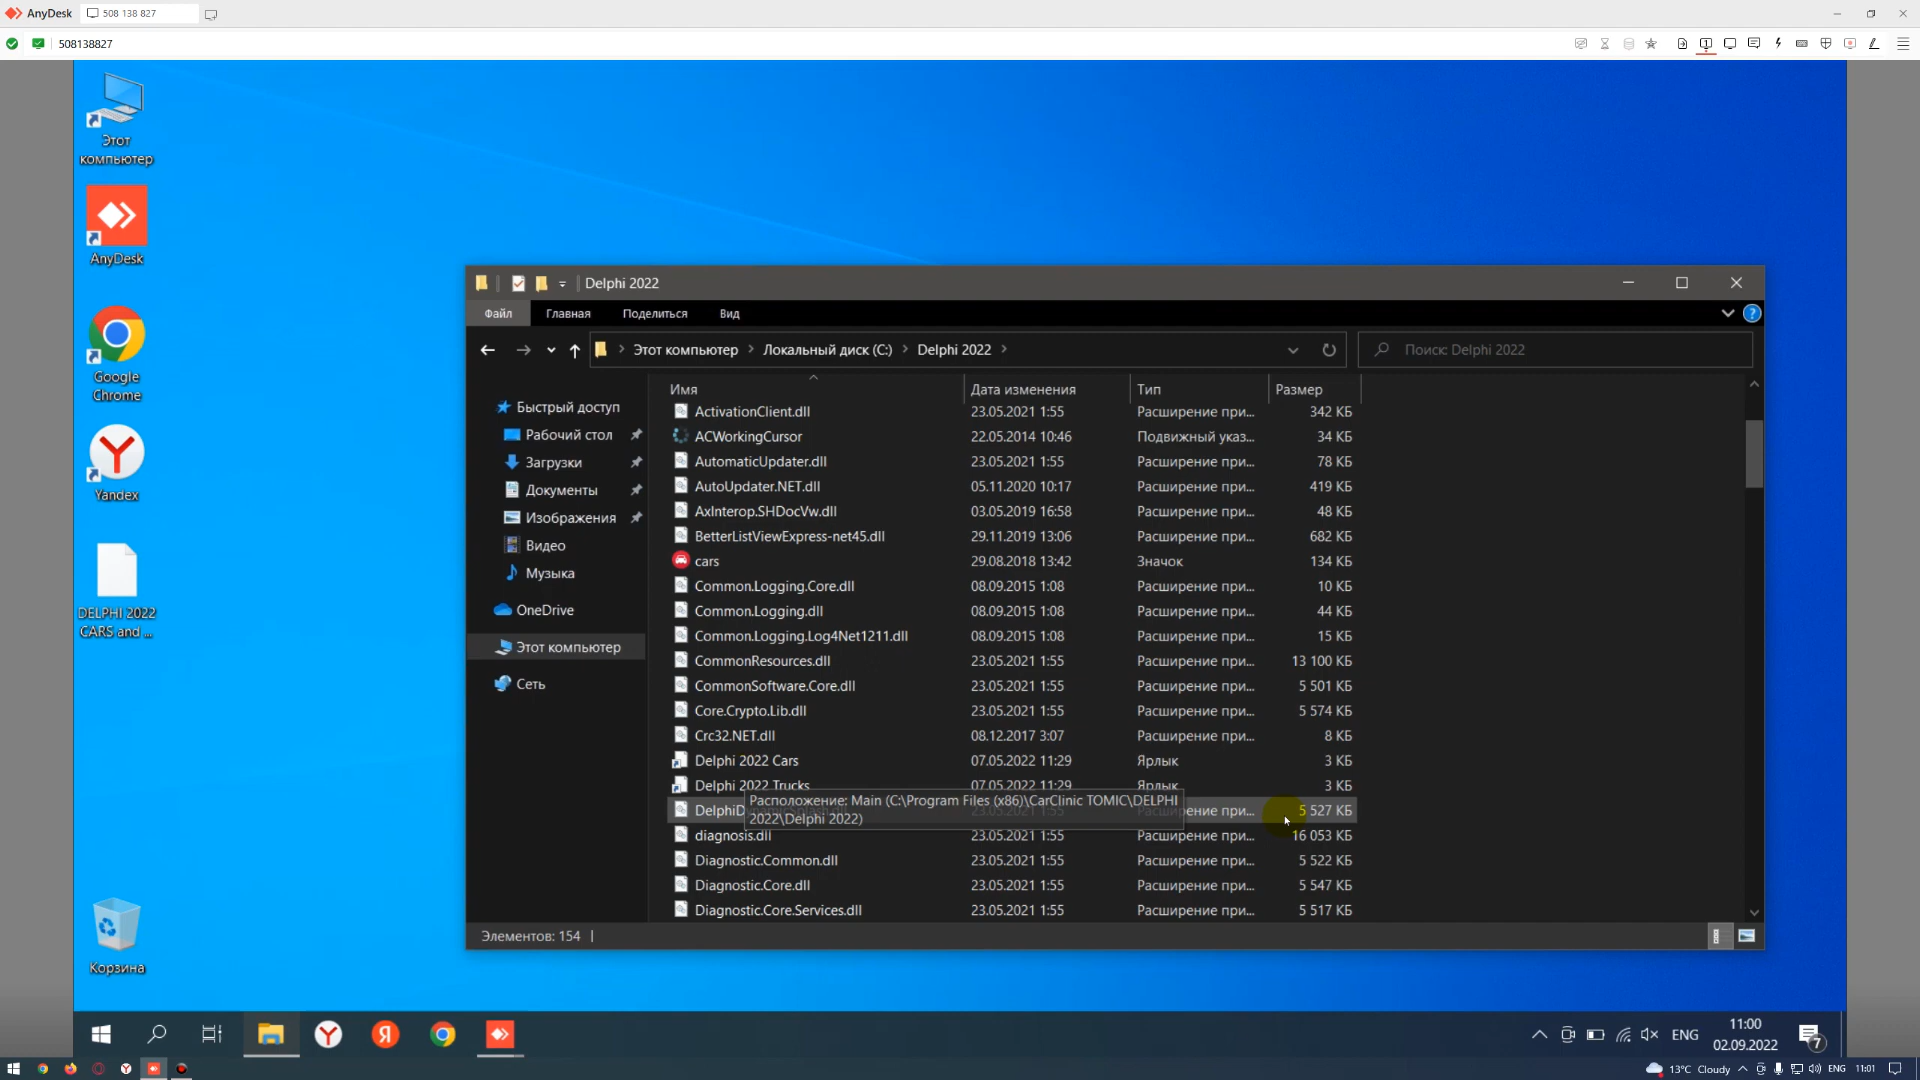 AnyDesk
508 138 827
508138827
Этот компьютер
AnyDesk
Google Chrome
Yandex
DELPHI 2022 CARS and ...
Корзина
Delphi 2022
Файл Главная Поделиться Вид
Этот компьютер > Локальный диск (C:) > Delphi 2022 >
Поиск: Delphi 2022
Быстрый доступ
Рабочий стол
Загрузки
Документы
Изображения
Видео
Музыка
OneDrive
Этот компьютер
Сеть
Имя Дата изменения Тип Размер
ActivationClient.dll 23.05.2021 1:55 Расширение при... 342 КБ
ACWorkingCursor 22.05.2014 10:46 Подвижный указ... 34 КБ
AutomaticUpdater.dll 23.05.2021 1:55 Расширение при... 78 КБ
AutoUpdater.NET.dll 05.11.2020 10:17 Расширение при... 419 КБ
AxInterop.SHDocVw.dll 03.05.2019 16:58 Расширение при... 48 КБ
BetterListViewExpress-net45.dll 29.11.2019 13:06 Расширение при... 682 КБ
cars 29.08.2018 13:42 Значок 134 КБ
Common.Logging.Core.dll 08.09.2015 1:08 Расширение при... 10 КБ
Common.Logging.dll 08.09.2015 1:08 Расширение при... 44 КБ
Common.Logging.Log4Net1211.dll 08.09.2015 1:08 Расширение при... 15 КБ
CommonResources.dll 23.05.2021 1:55 Расширение при... 13 100 КБ
CommonSoftware.Core.dll 23.05.2021 1:55 Расширение при... 5 501 КБ
Core.Crypto.Lib.dll 23.05.2021 1:55 Расширение при... 5 574 КБ
Crc32.NET.dll 08.12.2017 3:07 Расширение при... 8 КБ
Delphi 2022 Cars 07.05.2022 11:29 Ярлык 3 КБ
Delphi 2022 Trucks 07.05.2022 11:29 Ярлык 3 КБ
Расположение: Main (C:\Program Files (x86)\CarClinic TOMIC\DELPHI
2022\Delphi 2022)
5 527 КБ
diagnosis.dll 23.05.2021 1:55 Расширение при... 16 053 КБ
Diagnostic.Common.dll 23.05.2021 1:55 Расширение при... 5 522 КБ
Diagnostic.Core.dll 23.05.2021 1:55 Расширение при... 5 547 КБ
Diagnostic.Core.Services.dll 23.05.2021 1:55 Расширение при... 5 517 КБ
Элементов: 154
ENG
11:00
02.09.2022
7
13°C Cloudy ENG 11:01